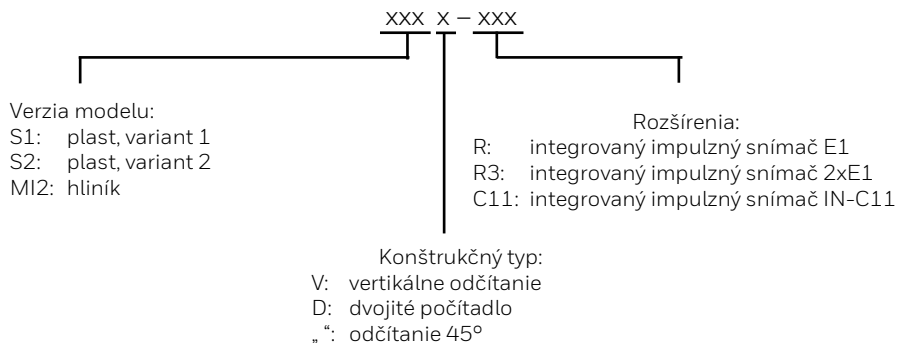 xxx x – xxx
Verzia modelu:
S1: plast, variant 1
S2: plast, variant 2
MI2: hliník
Rozšírenia:
R: integrovaný impulzný snímač E1
R3: integrovaný impulzný snímač 2xE1
C11: integrovaný impulzný snímač IN-C11
Konštrukčný typ:
V: vertikálne odčítanie
D: dvojité počítadlo
„ “: odčítanie 45°